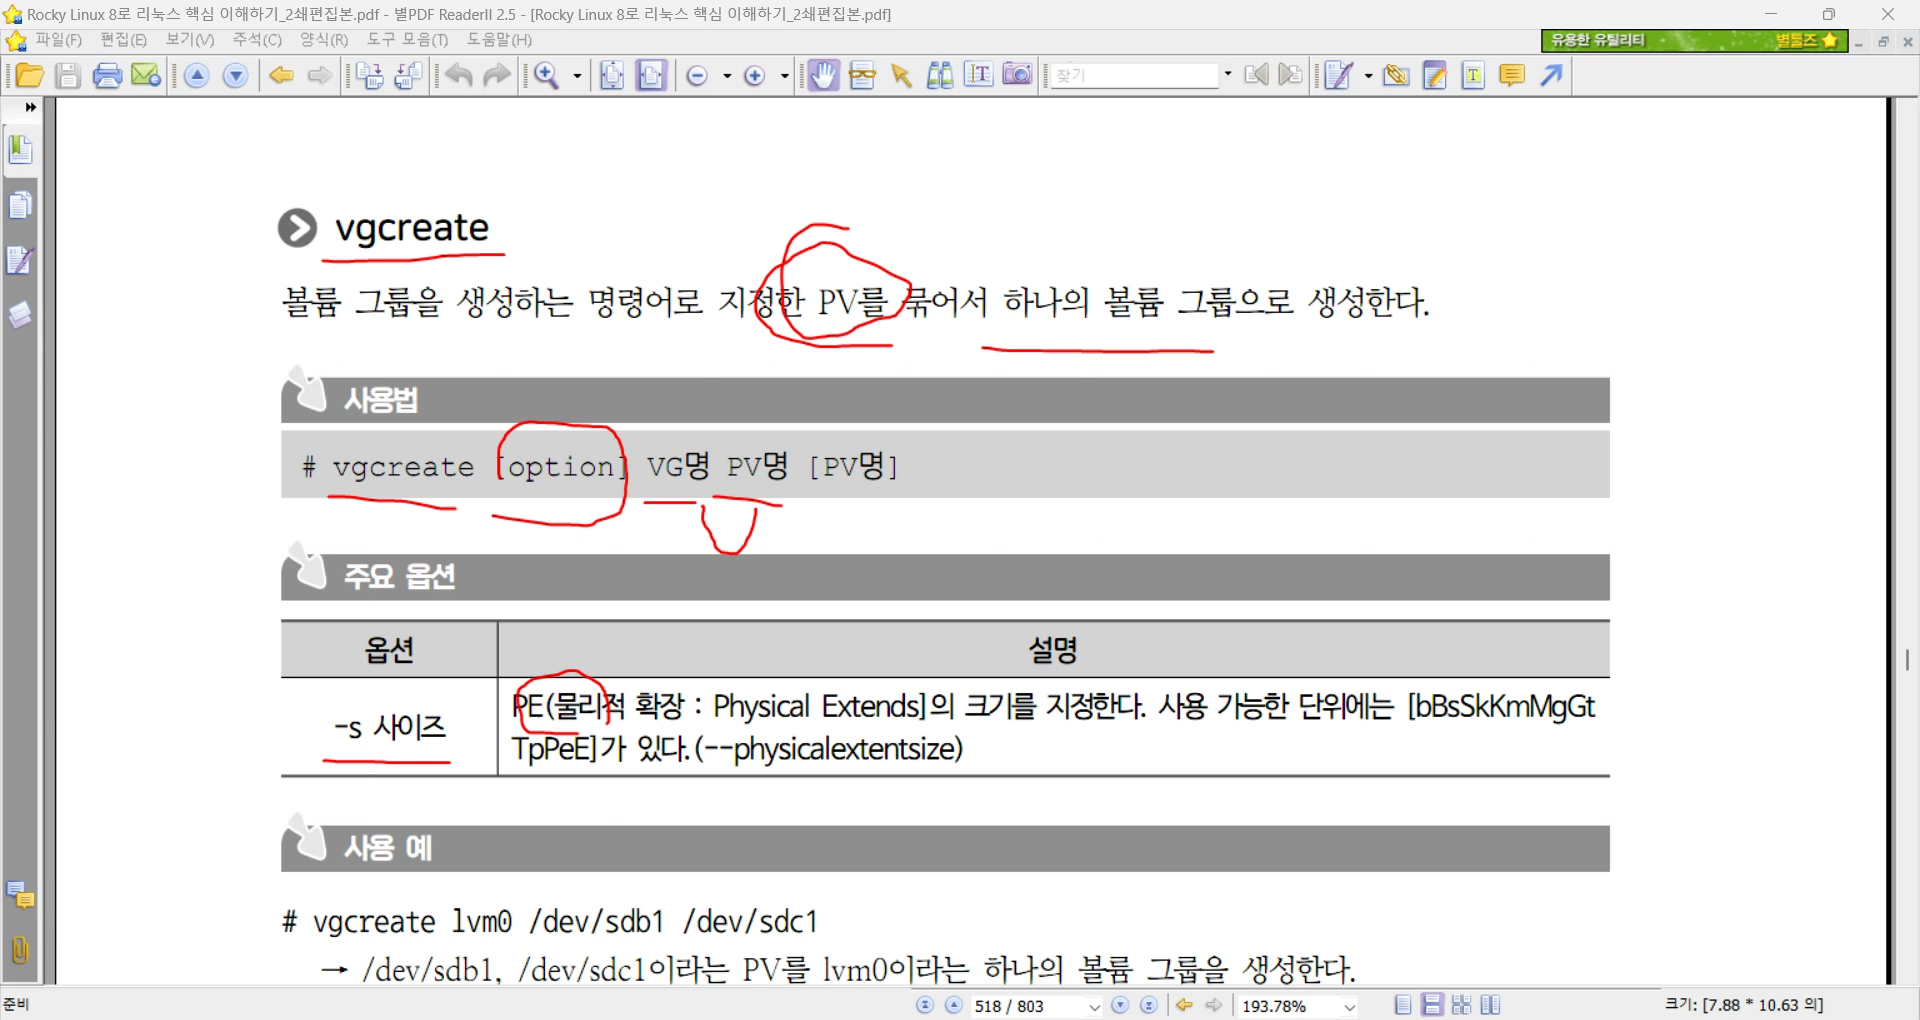 Rocky Linux 8로 리눅스 핵심 이해하기_2쇄편집본.pdf - 별PDF ReaderII 2.5 - [Rocky Linux 8로 리눅스 핵심 이해하기_2쇄편집본.pdf]
파일(F) 편집(E) 보기(V) 주석(C) 양식(R) 도구 모음(T) 도움말(H)
유용한 유틸리티 별툴즈
찾기
vgcreate
볼륨 그룹을 생성하는 명령어로 지정한 PV를 묶어서 하나의 볼륨 그룹으로 생성한다.
사용법
# vgcreate [option] VG명 PV명 [PV명]
주요 옵션
옵션 설명
-s 사이즈 PE(물리적 확장 : Physical Extends]의 크기를 지정한다. 사용 가능한 단위에는 [bBsSkKmMgGt
TpPeE]가 있다.(--physicalextentsize)
사용 예
# vgcreate lvm0 /dev/sdb1 /dev/sdc1
→ /dev/sdb1, /dev/sdc1이라는 PV를 lvm0이라는 하나의 볼륨 그룹을 생성한다.
준비 518 / 803 193.78% 크기: [7.88 * 10.63 의]